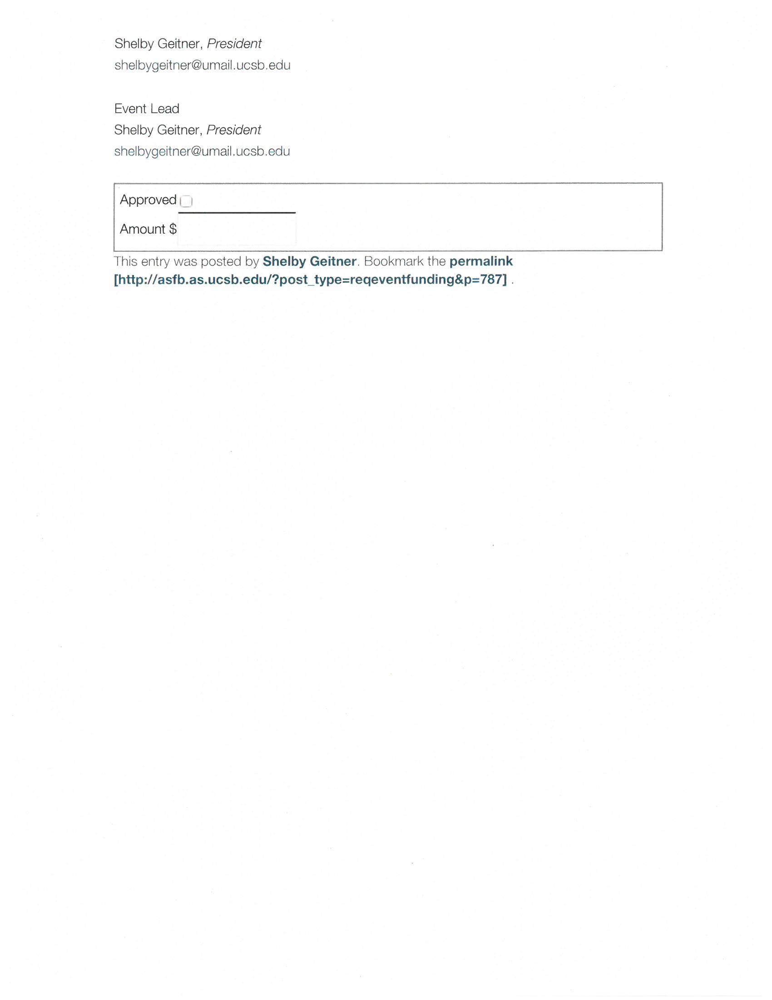 Shelby Geitner, President
shelbygeitner@umail.ucsb.edu
Event Lead
Shelby Geitner, President
shelbygeitner@umail.ucsb.edu
Approved
Amount $
This entry was posted by Shelby Geitner. Bookmark the permalink
[http://asfb.as.ucsb.edu/?post_type=reqeventfunding&p=787] .